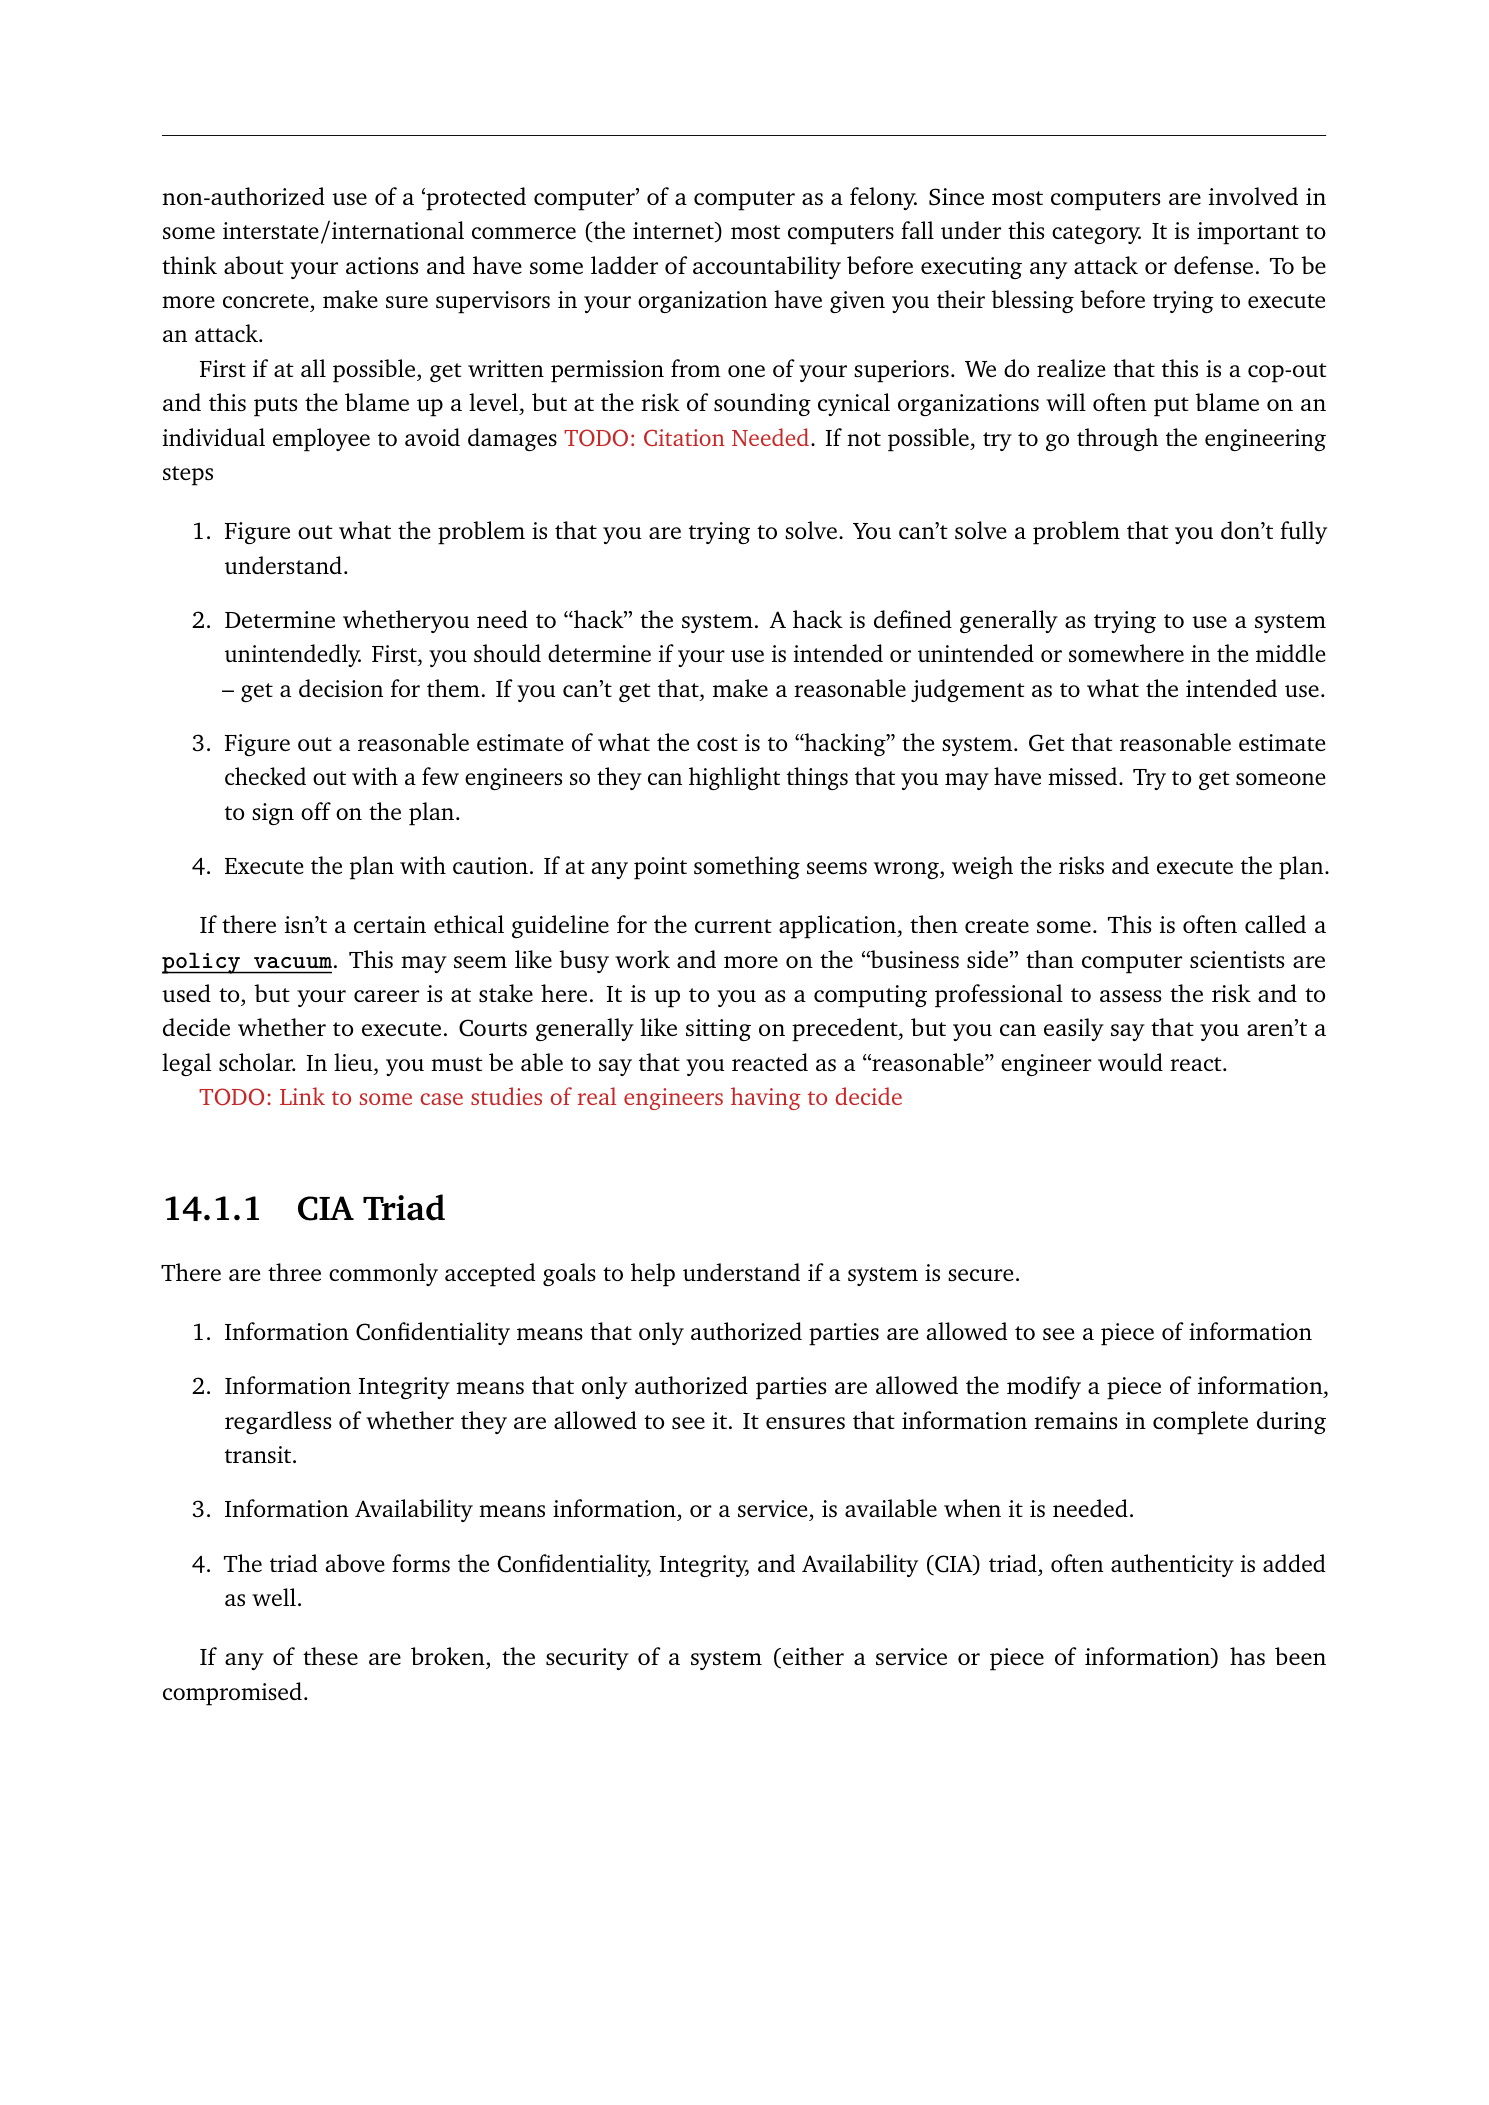 non-authorized use of a ‘protected computer’ of a computer as a felony. Since most computers are involved in
some interstate/international commerce (the internet) most computers fall under this category. It is important to
think about your actions and have some ladder of accountability before executing any attack or defense. To be
more concrete, make sure supervisors in your organization have given you their blessing before trying to execute
an attack.
First if at all possible, get written permission from one of your superiors. We do realize that this is a cop-out
and this puts the blame up a level, but at the risk of sounding cynical organizations will often put blame on an
individual employee to avoid damages TODO: Citation Needed. If not possible, try to go through the engineering
steps
1. Figure out what the problem is that you are trying to solve. You can’t solve a problem that you don’t fully
understand.
2. Determine whetheryou need to “hack” the system. A hack is defined generally as trying to use a system
unintendedly. First, you should determine if your use is intended or unintended or somewhere in the middle
– get a decision for them. If you can’t get that, make a reasonable judgement as to what the intended use.
3. Figure out a reasonable estimate of what the cost is to “hacking” the system. Get that reasonable estimate
checked out with a few engineers so they can highlight things that you may have missed. Try to get someone
to sign off on the plan.
4. Execute the plan with caution. If at any point something seems wrong, weigh the risks and execute the plan.
If there isn’t a certain ethical guideline for the current application, then create some. This is often called a
policy vacuum. This may seem like busy work and more on the “business side” than computer scientists are
used to, but your career is at stake here. It is up to you as a computing professional to assess the risk and to
decide whether to execute. Courts generally like sitting on precedent, but you can easily say that you aren’t a
legal scholar. In lieu, you must be able to say that you reacted as a “reasonable” engineer would react.
TODO: Link to some case studies of real engineers having to decide
14.1.1 CIA Triad
There are three commonly accepted goals to help understand if a system is secure.
1. Information Confidentiality means that only authorized parties are allowed to see a piece of information
2. Information Integrity means that only authorized parties are allowed the modify a piece of information,
regardless of whether they are allowed to see it. It ensures that information remains in complete during
transit.
3. Information Availability means information, or a service, is available when it is needed.
4. The triad above forms the Confidentiality, Integrity, and Availability (CIA) triad, often authenticity is added
as well.
If any of these are broken, the security of a system (either a service or piece of information) has been
compromised.